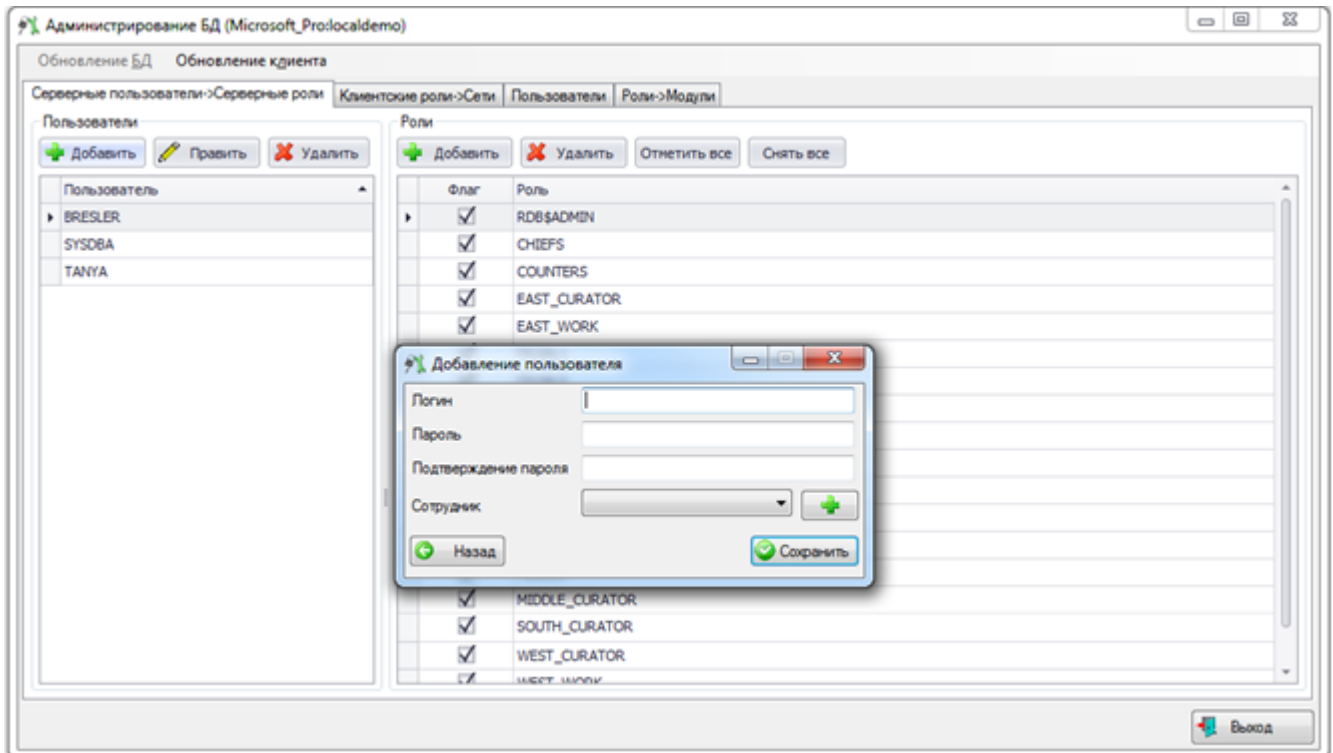 Администрирование БД (Microsoft_Pro:localdemo)
Обновление БД Обновление клиента
Серверные пользователи->Серверные роли Клиентские роли->Сети Пользователи Роли->Модули
Пользователи
Добавить Править Удалить
Пользователь
BRESLER
SYSDBA
TANYA
Роли
Добавить Удалить Отметить все Снять все
Флаг Роль
RDB$ADMIN
CHIEFS
COUNTERS
EAST_CURATOR
EAST_WORK
Добавление пользователя
Логин
Пароль
Подтверждение пароля
Сотрудник
Назад Сохранить
MIDDLE_CURATOR
SOUTH_CURATOR
WEST_CURATOR
WEST_WORK
Выход